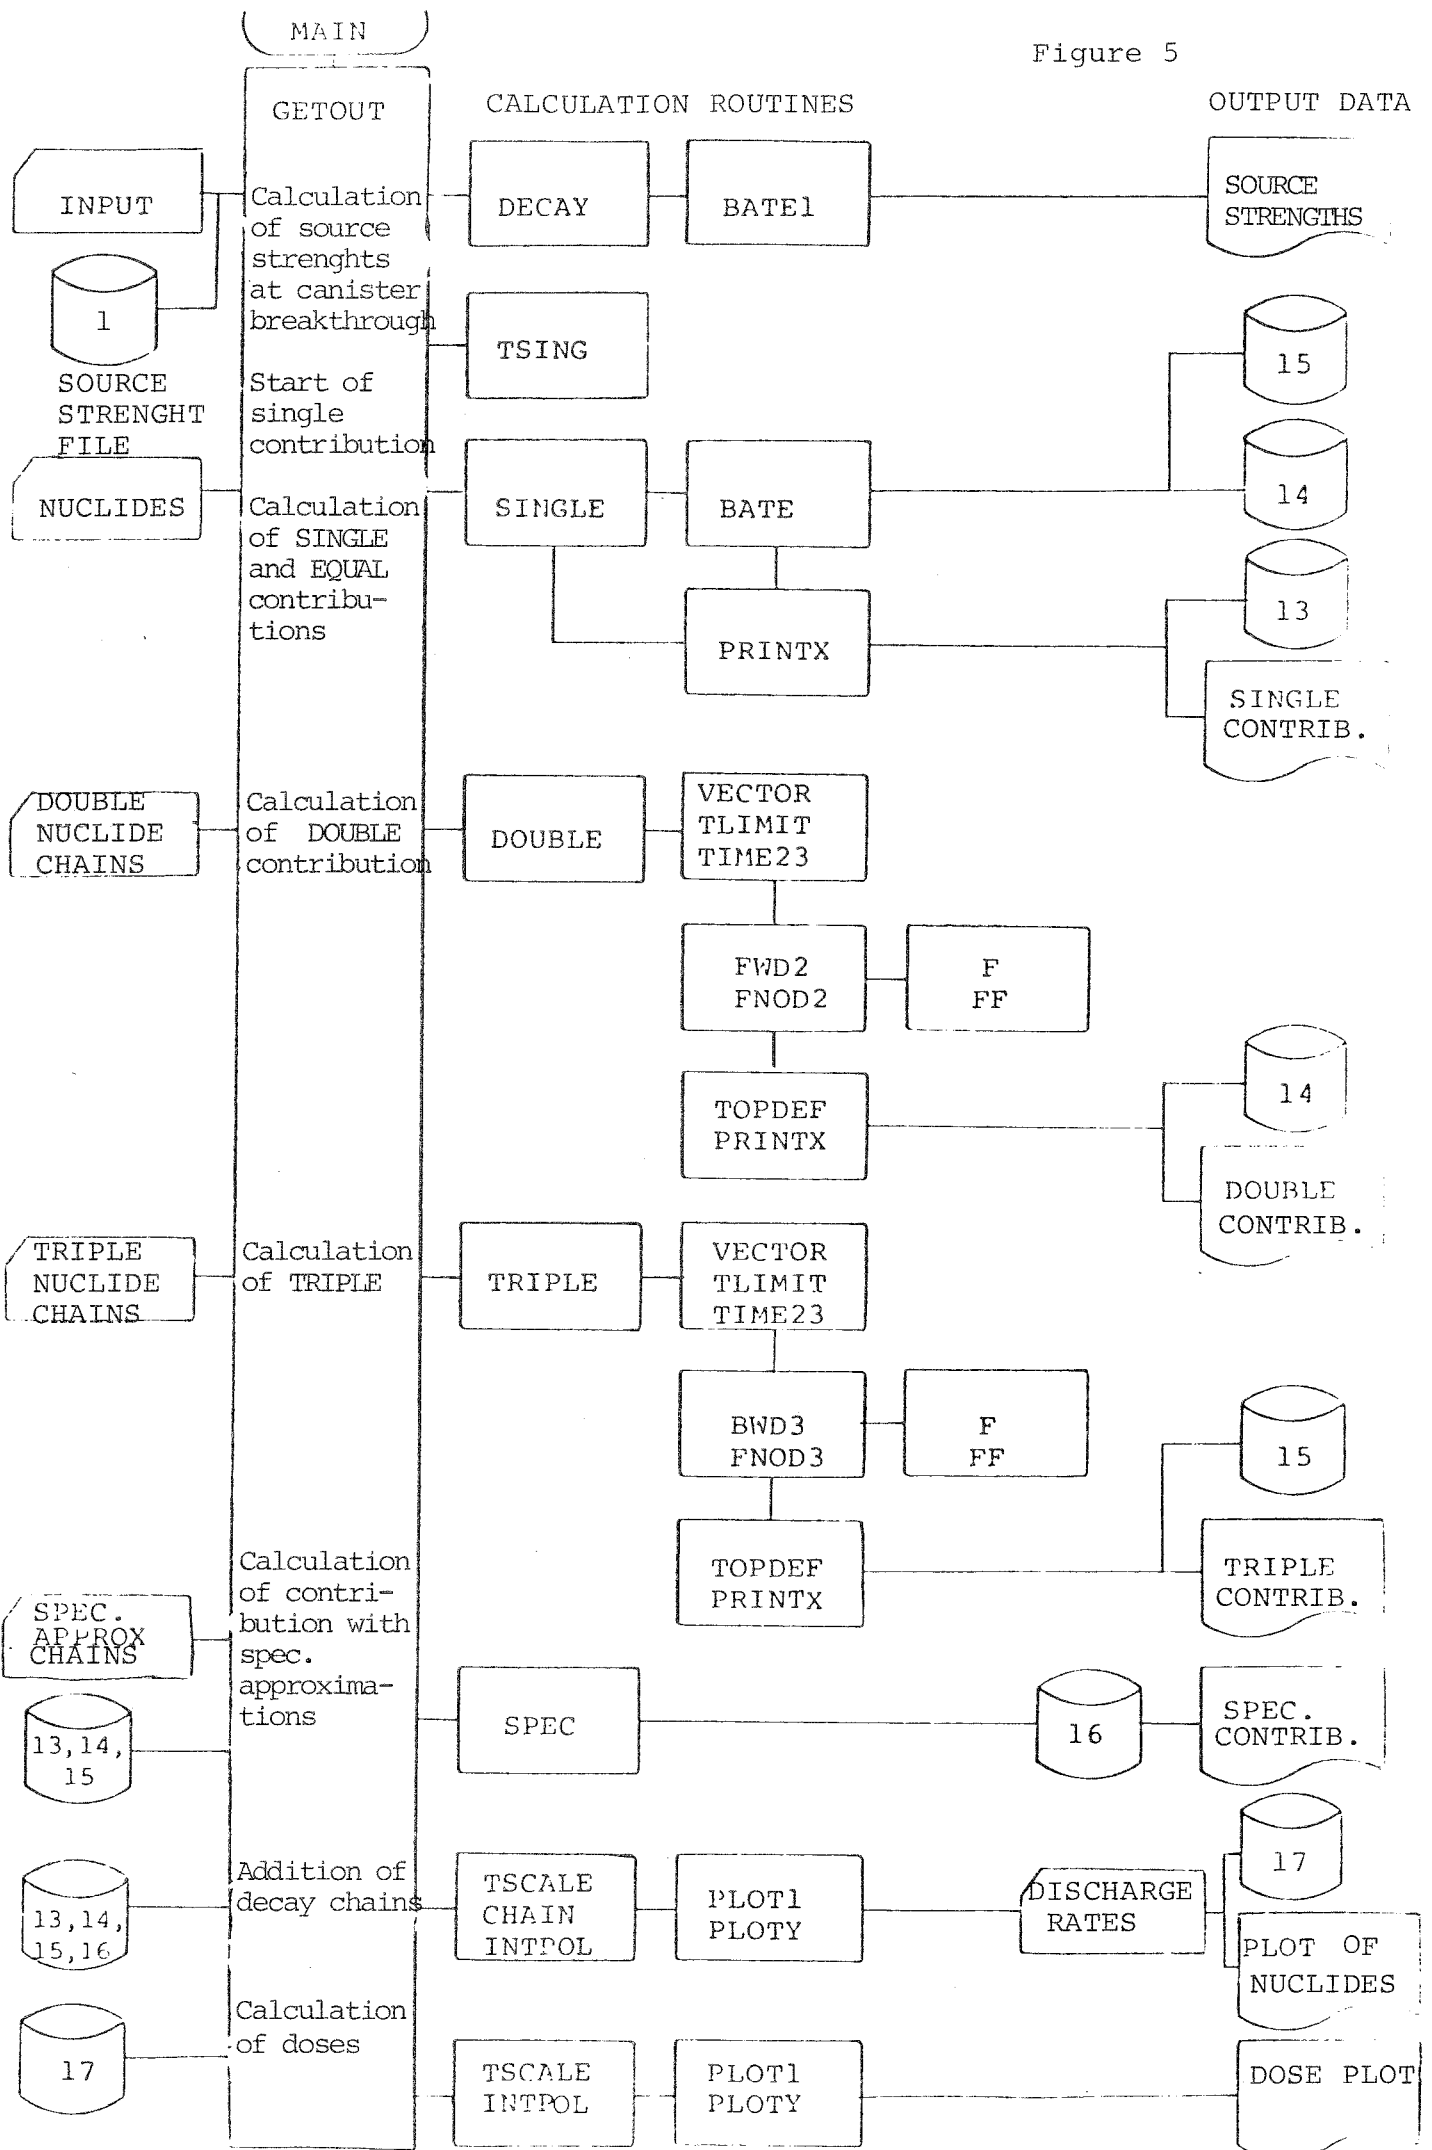 MAIN
Figure 5
GETOUT
CALCULATION ROUTINES
OUTPUT DATA
INPUT
Calculation
of source
strenghts
at canister
breakthrough
DECAY
BATE1
SOURCE
STRENGTHS
1
SOURCE
STRENGHT
FILE
TSING
15
Start of
single
contribution
NUCLIDES
Calculation
of SINGLE
and EQUAL
contribu-
tions
SINGLE
BATE
14
PRINTX
13
SINGLE
CONTRIB.
DOUBLE
NUCLIDE
CHAINS
Calculation
of DOUBLE
contribution
DOUBLE
VECTOR
TLIMIT
TIME23
FWD2
FNOD2
F
FF
TOPDEF
PRINTX
14
DOUBLE
CONTRIB.
TRIPLE
NUCLIDE
CHAINS
Calculation
of TRIPLE
TRIPLE
VECTOR
TLIMIT
TIME23
BWD3
FNOD3
F
FF
15
TOPDEF
PRINTX
TRIPLE
CONTRIB.
Calculation
of contri-
bution with
spec.
approxima-
tions
SPEC.
APPROX
CHAINS
13,14,
15
SPEC
16
SPEC.
CONTRIB.
13,14,
15,16
Addition of
decay chains
TSCALE
CHAIN
INTPOL
PLOT1
PLOTY
DISCHARGE
RATES
17
PLOT OF
NUCLIDES
17
Calculation
of doses
TSCALE
INTPOL
PLOT1
PLOTY
DOSE PLOT